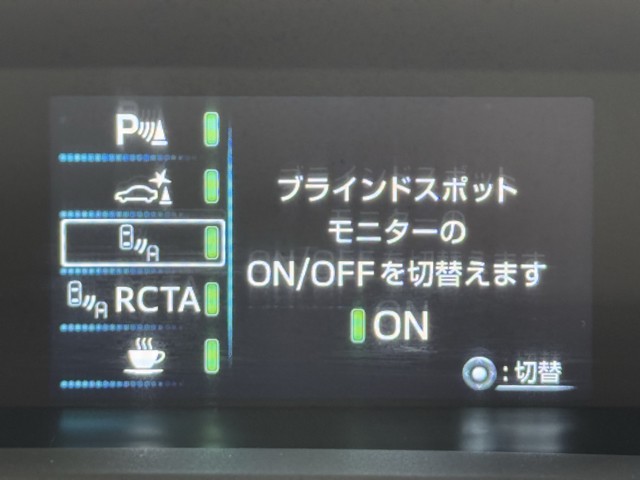 P
RCTA
ブラインドスポット
モニターの
ON/OFFを切替えます
ON
:切替